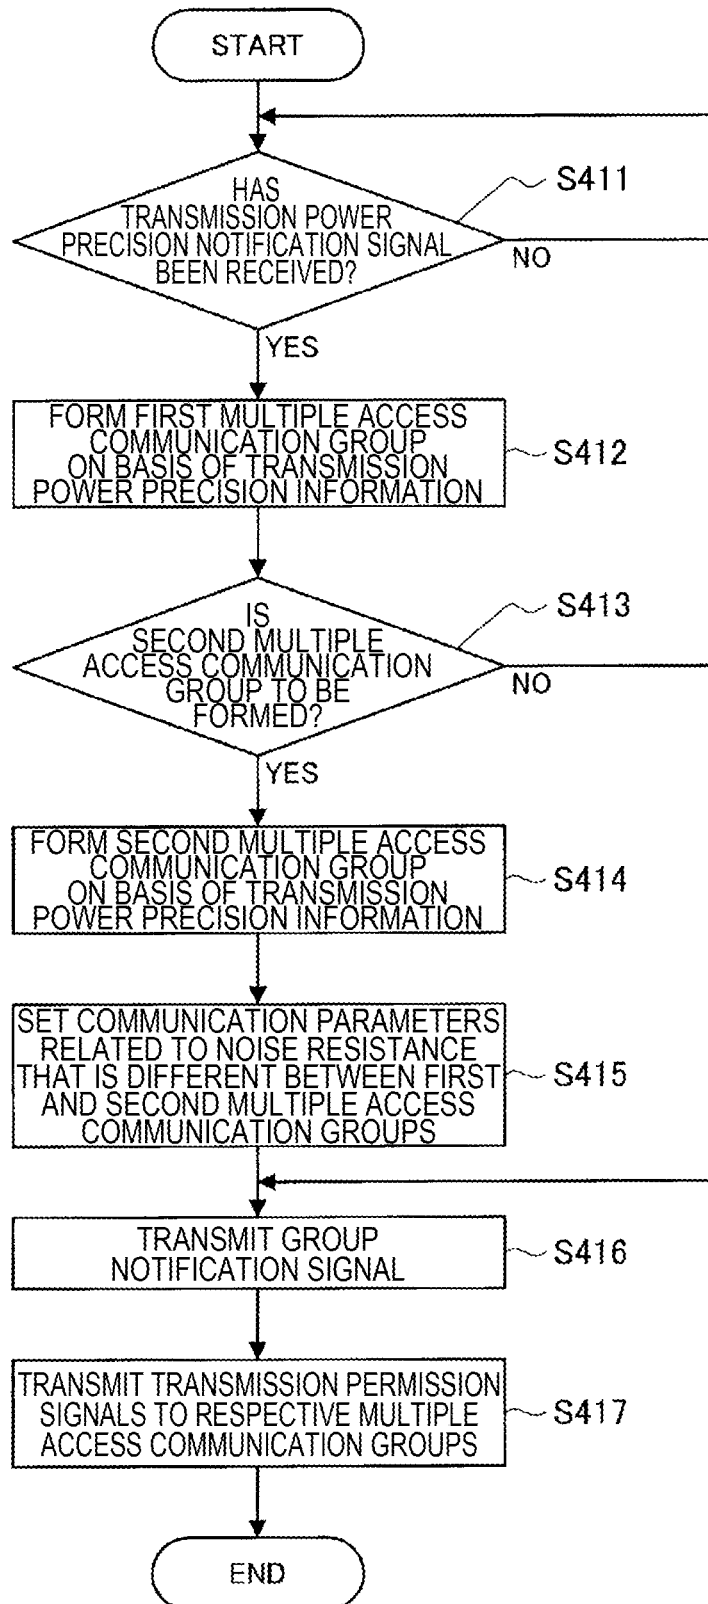 START
HAS
TRANSMISSION POWER
PRECISION NOTIFICATION SIGNAL
BEEN RECEIVED?
S411
NO
YES
FORM FIRST MULTIPLE ACCESS
COMMUNICATION GROUP
ON BASIS OF TRANSMISSION
POWER PRECISION INFORMATION
S412
IS
SECOND MULTIPLE
ACCESS COMMUNICATION
GROUP TO BE
FORMED?
S413
NO
YES
FORM SECOND MULTIPLE ACCESS
COMMUNICATION GROUP
ON BASIS OF TRANSMISSION
POWER PRECISION INFORMATION
S414
SET COMMUNICATION PARAMETERS
RELATED TO NOISE RESISTANCE
THAT IS DIFFERENT BETWEEN FIRST
AND SECOND MULTIPLE ACCESS
COMMUNICATION GROUPS
S415
TRANSMIT GROUP
NOTIFICATION SIGNAL
S416
TRANSMIT TRANSMISSION PERMISSION
SIGNALS TO RESPECTIVE MULTIPLE
ACCESS COMMUNICATION GROUPS
S417
END